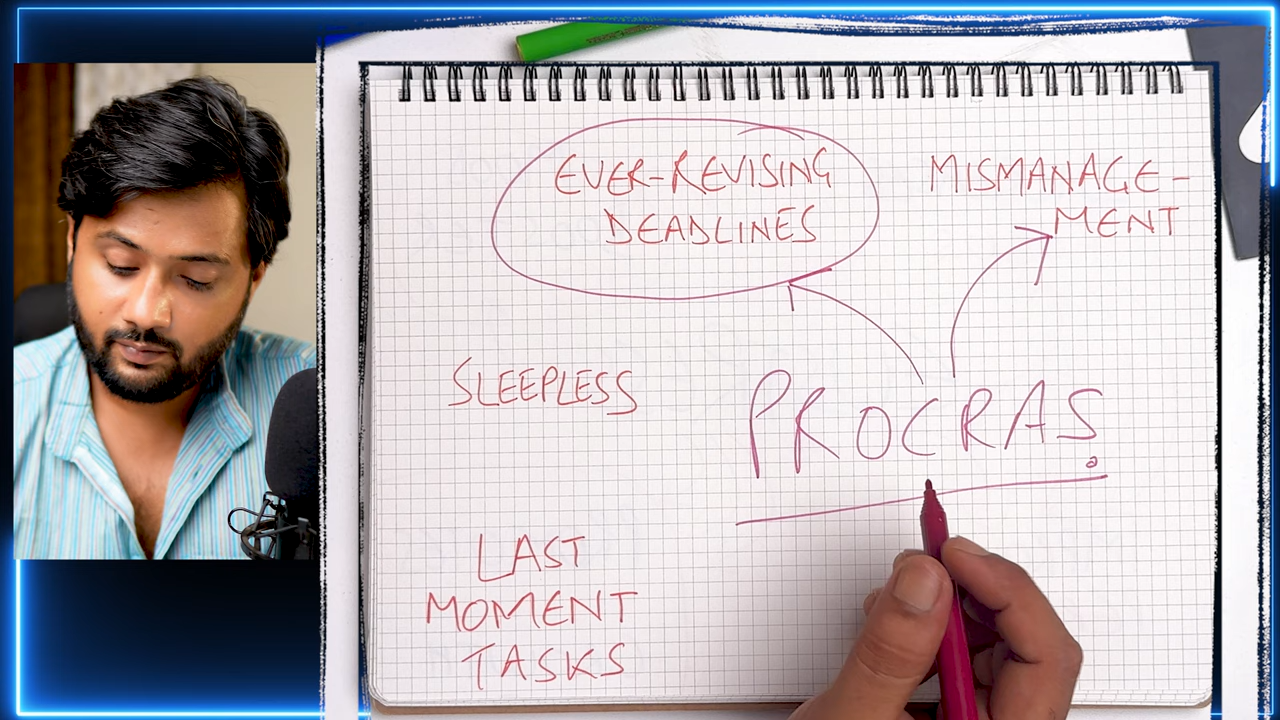 EVER-REVISING
DEADLINES
MISMANAGE-
MENT
SLEEPLESS
PROCRAS.
LAST
MOMENT
TASKS